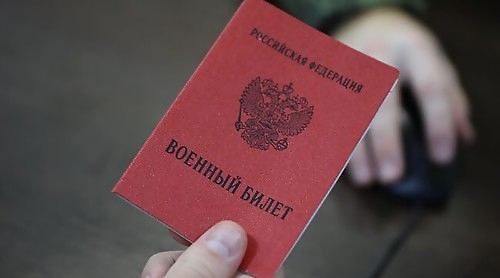 РОССИЙСКАЯ ФЕДЕРАЦИЯ
ВОЕННЫЙ БИЛЕТ